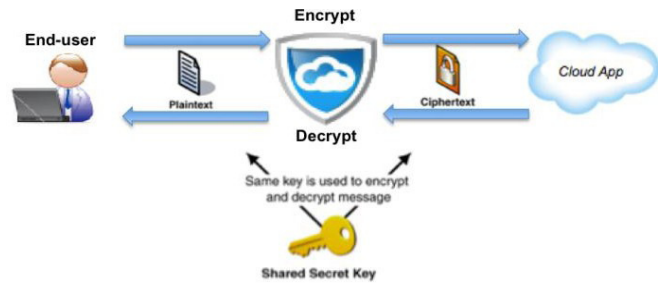 Encrypt
End-user
Plaintext
Ciphertext
Cloud App
Decrypt
Same key is used to encrypt
and decrypt message
Shared Secret Key